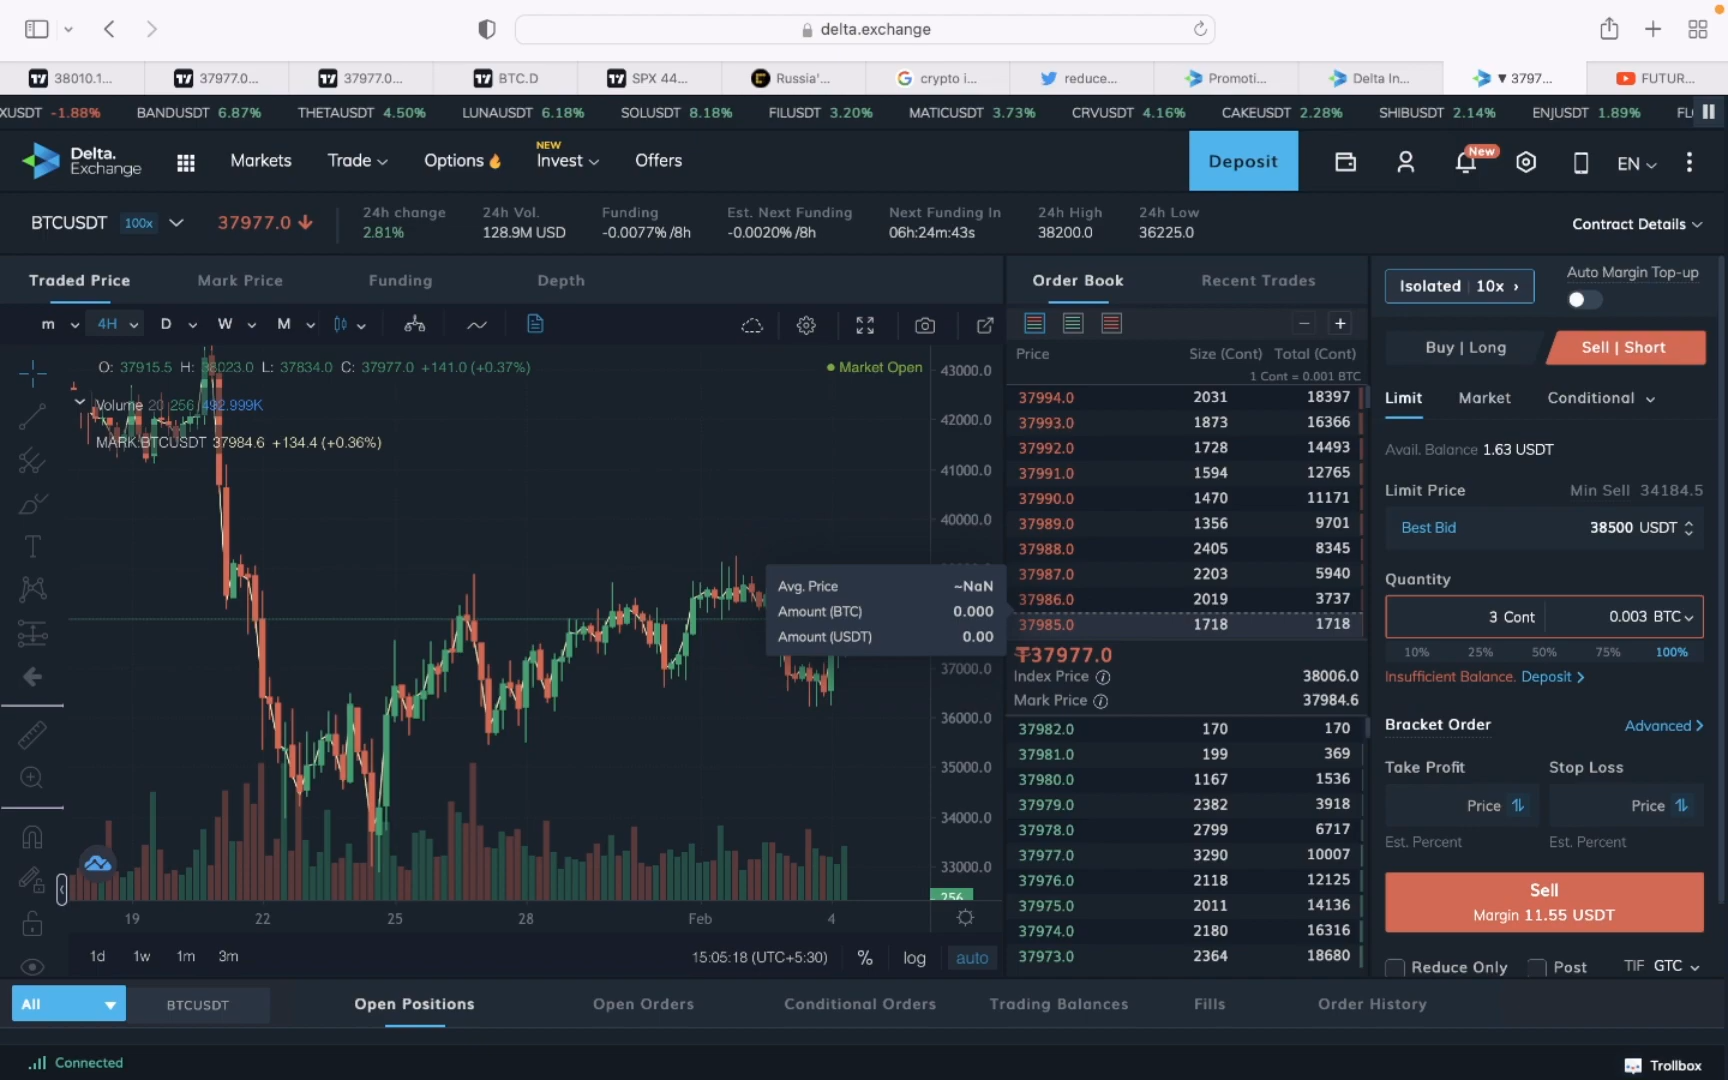 delta.exchange
38010.1... 37977.0... 37977.0... BTC.D SPX 44... Russia'... crypto i... reduce... Promoti... Delta In... ▼ 3797... FUTUR...
XUSDT -1.88% BANDUSDT 6.87% THETAUSDT 4.50% LUNAUSDT 6.18% SOLUSDT 8.18% FILUSDT 3.20% MATICUSDT 3.73% CRVUSDT 4.16% CAKEUSDT 2.28% SHIBUSDT 2.14% ENJUSDT 1.89% FL
Delta.
Exchange
Markets Trade Options NEW Invest Offers Deposit New EN
BTCUSDT 100x 37977.0
24h change
2.81%
24h Vol.
128.9M USD
Funding
-0.0077% /8h
Est. Next Funding
-0.0020% /8h
Next Funding In
06h:24m:43s
24h High
38200.0
24h Low
36225.0
Contract Details
Traded Price Mark Price Funding Depth
m 4H D W M
O: 37915.5 H: 38023.0 L: 37834.0 C: 37977.0 +141.0 (+0.37%)
Market Open
Volume 20 256 492.999K
MARK:BTCUSDT 37984.6 +134.4 (+0.36%)
43000.0
42000.0
41000.0
40000.0
37000.0
36000.0
35000.0
34000.0
33000.0
256
Avg. Price ~NaN
Amount (BTC) 0.000
Amount (USDT) 0.00
19 22 25 28 Feb 4
1d 1w 1m 3m 15:05:18 (UTC+5:30) % log auto
Order Book Recent Trades
Price Size (Cont) Total (Cont)
1 Cont = 0.001 BTC
37994.0 2031 18397
37993.0 1873 16366
37992.0 1728 14493
37991.0 1594 12765
37990.0 1470 11171
37989.0 1356 9701
37988.0 2405 8345
37987.0 2203 5940
37986.0 2019 3737
37985.0 1718 1718
₸37977.0
Index Price 38006.0
Mark Price 37984.6
37982.0 170 170
37981.0 199 369
37980.0 1167 1536
37979.0 2382 3918
37978.0 2799 6717
37977.0 3290 10007
37976.0 2118 12125
37975.0 2011 14136
37974.0 2180 16316
37973.0 2364 18680
Isolated 10x
Auto Margin Top-up
Buy | Long Sell | Short
Limit Market Conditional
Avail. Balance 1.63 USDT
Limit Price Min Sell 34184.5
Best Bid 38500 USDT
Quantity
3 Cont 0.003 BTC
10% 25% 50% 75% 100%
Insufficient Balance. Deposit
Bracket Order Advanced
Take Profit Stop Loss
Price Price
Est. Percent Est. Percent
Sell
Margin 11.55 USDT
Reduce Only Post TIF GTC
All BTCUSDT Open Positions Open Orders Conditional Orders Trading Balances Fills Order History
Connected Trollbox